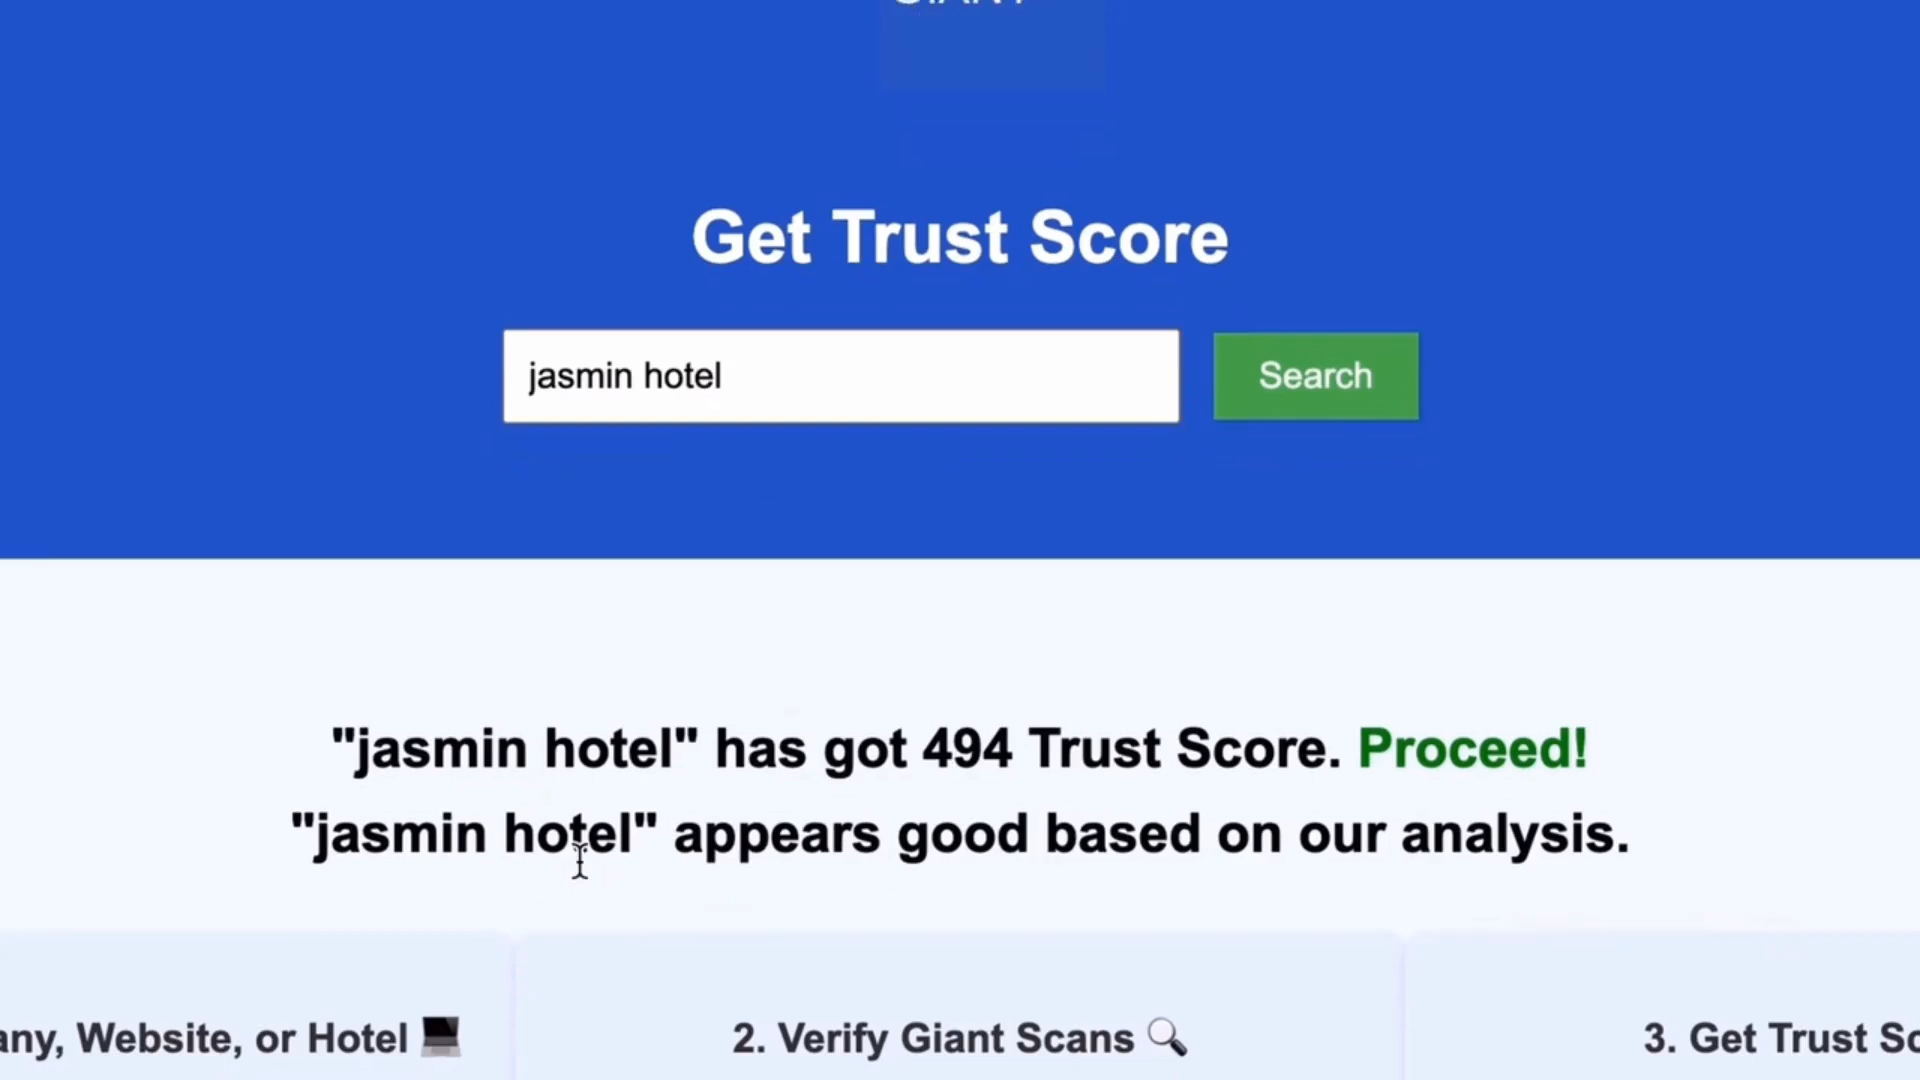 Get Trust Score
jasmin hotel
Search
"jasmin hotel" has got 494 Trust Score. Proceed!
"jasmin hotel" appears good based on our analysis.
any, Website, or Hotel
2. Verify Giant Scans
3. Get Trust Sc